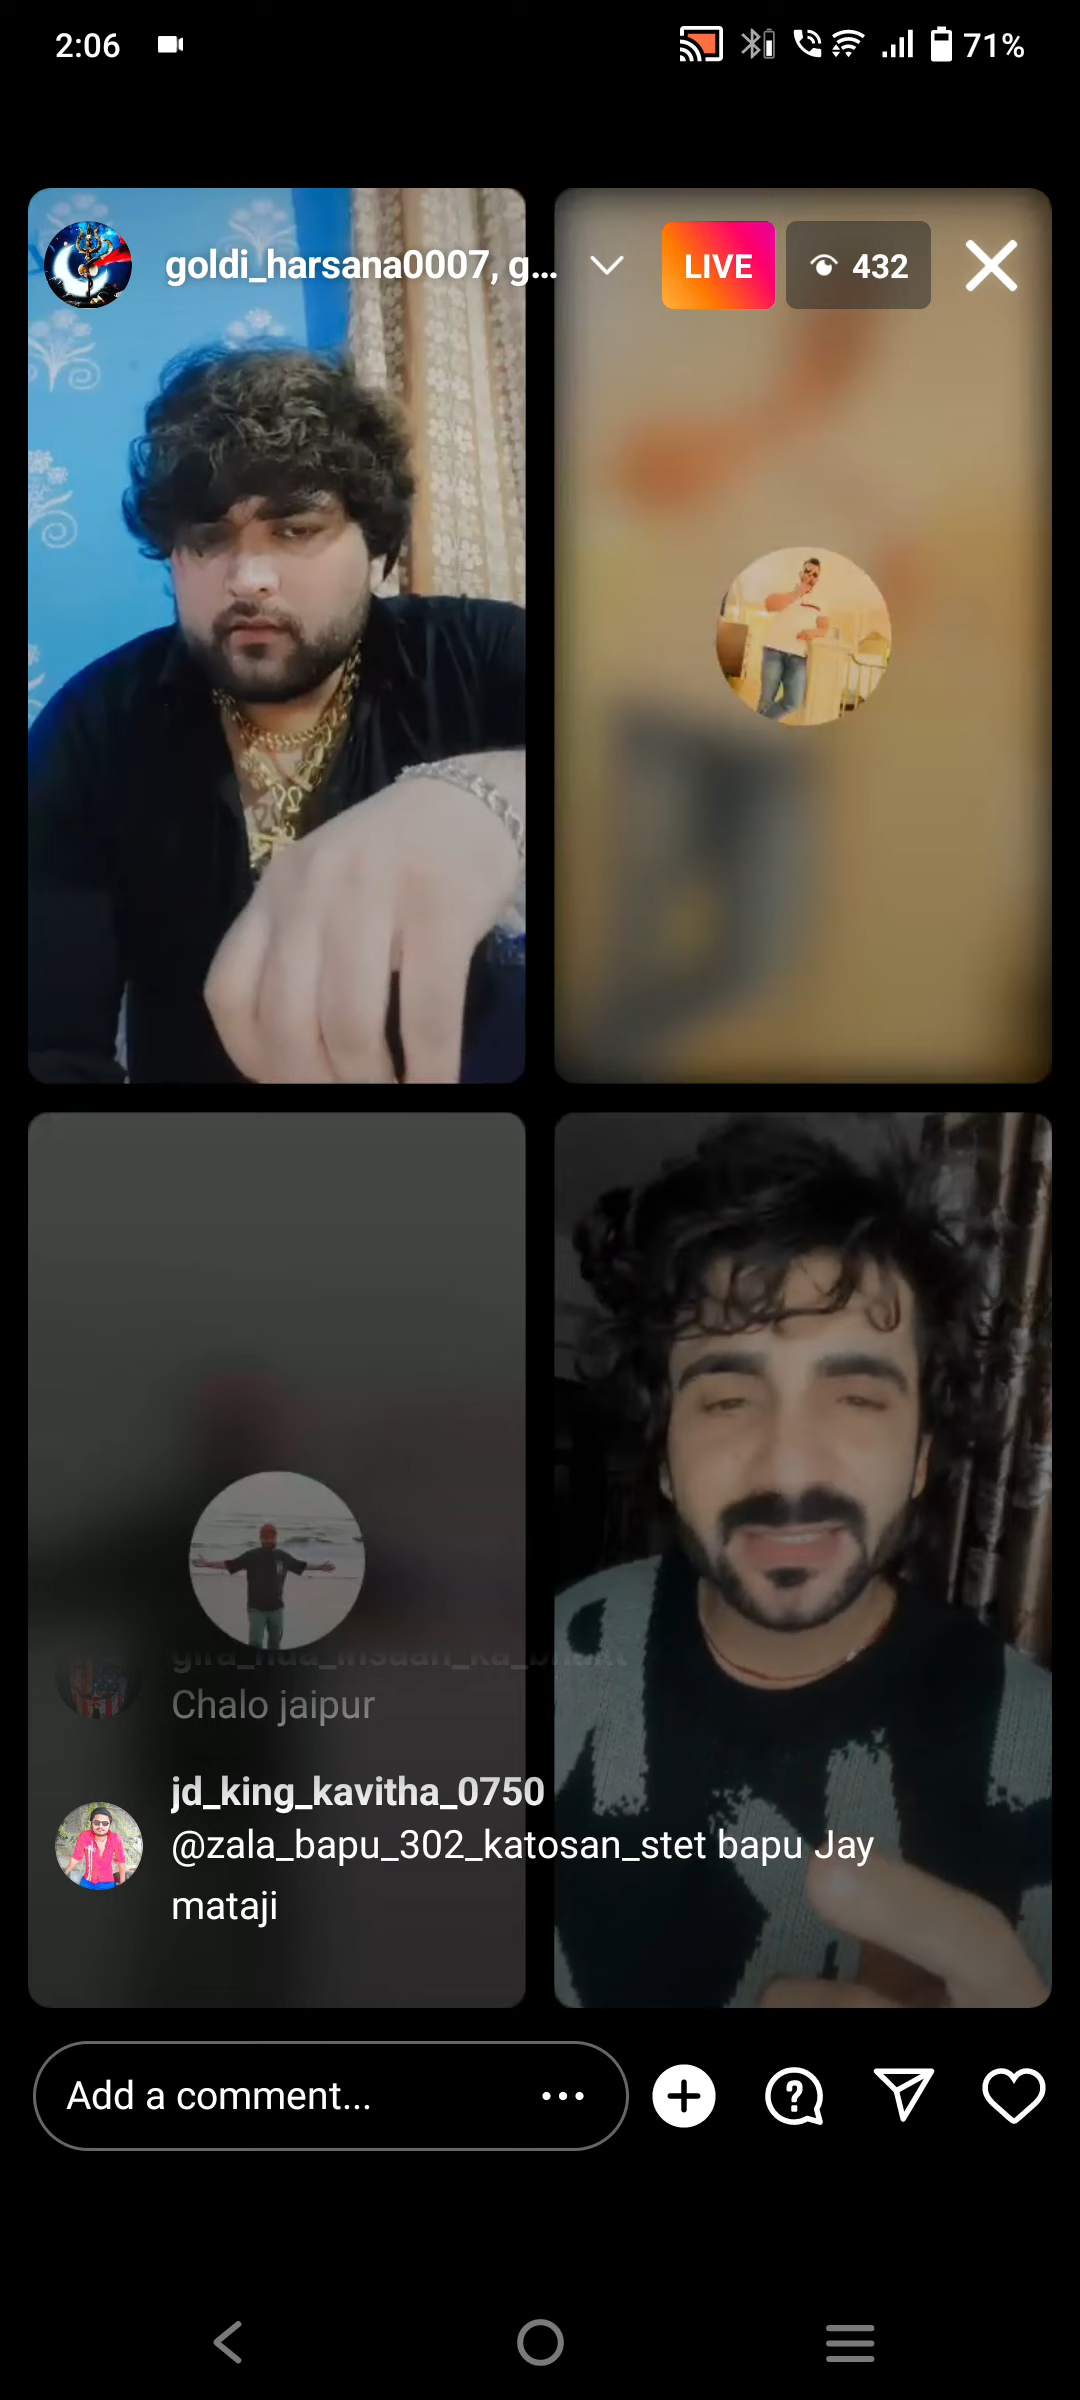 2:06
71%
goldi_harsana0007, g...
LIVE
432
Chalo jaipur
jd_king_kavitha_0750
@zala_bapu_302_katosan_stet bapu Jay
mataji
Add a comment...